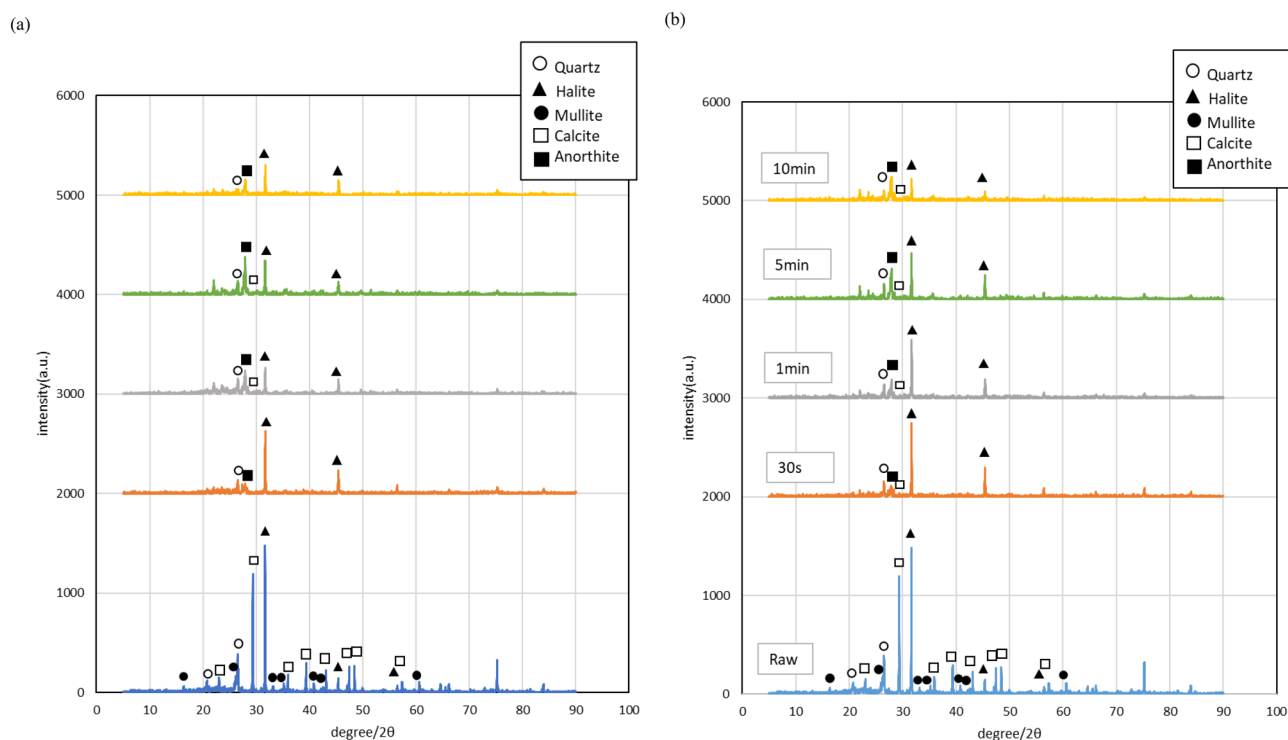 (a)
Quartz
Halite
Mullite
Calcite
Anorthite
6000
5000
4000
3000
2000
1000
0
intensity(a.u.)
0 10 20 30 40 50 60 70 80 90 100
degree/2θ
(b)
Quartz
Halite
Mullite
Calcite
Anorthite
6000
5000
4000
3000
2000
1000
0
intensity(a.u.)
10min
5min
1min
30s
Raw
0 10 20 30 40 50 60 70 80 90 100
degree/2θ